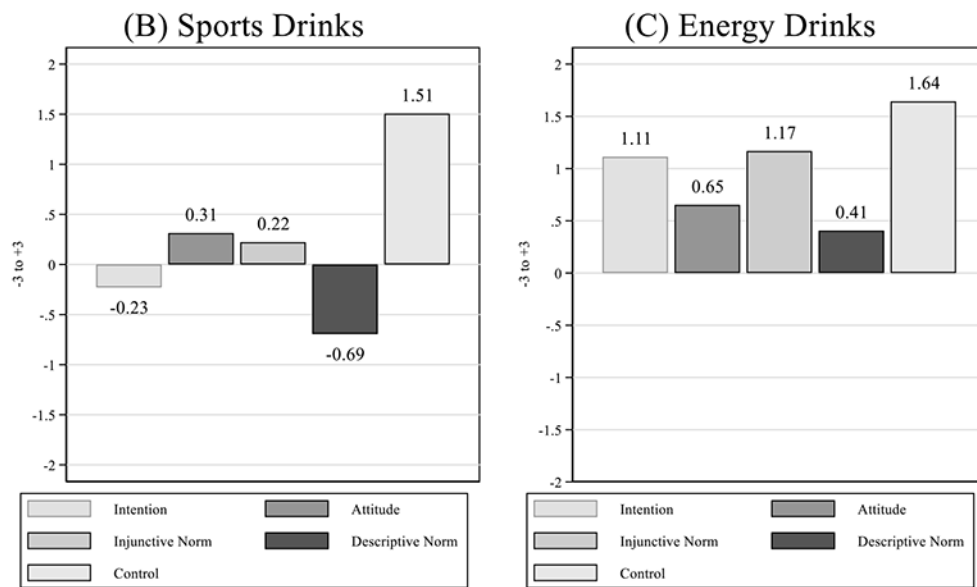 (B) Sports Drinks
2
1.5
1
.5
0
-.5
-1
-1.5
-2
-3 to +3
-0.23
0.31
0.22
-0.69
1.51
Intention Attitude
Injunctive Norm Descriptive Norm
Control
(C) Energy Drinks
2
1.5
1
.5
0
-.5
-1
-1.5
-2
-3 to +3
1.11
0.65
1.17
0.41
1.64
Intention Attitude
Injunctive Norm Descriptive Norm
Control